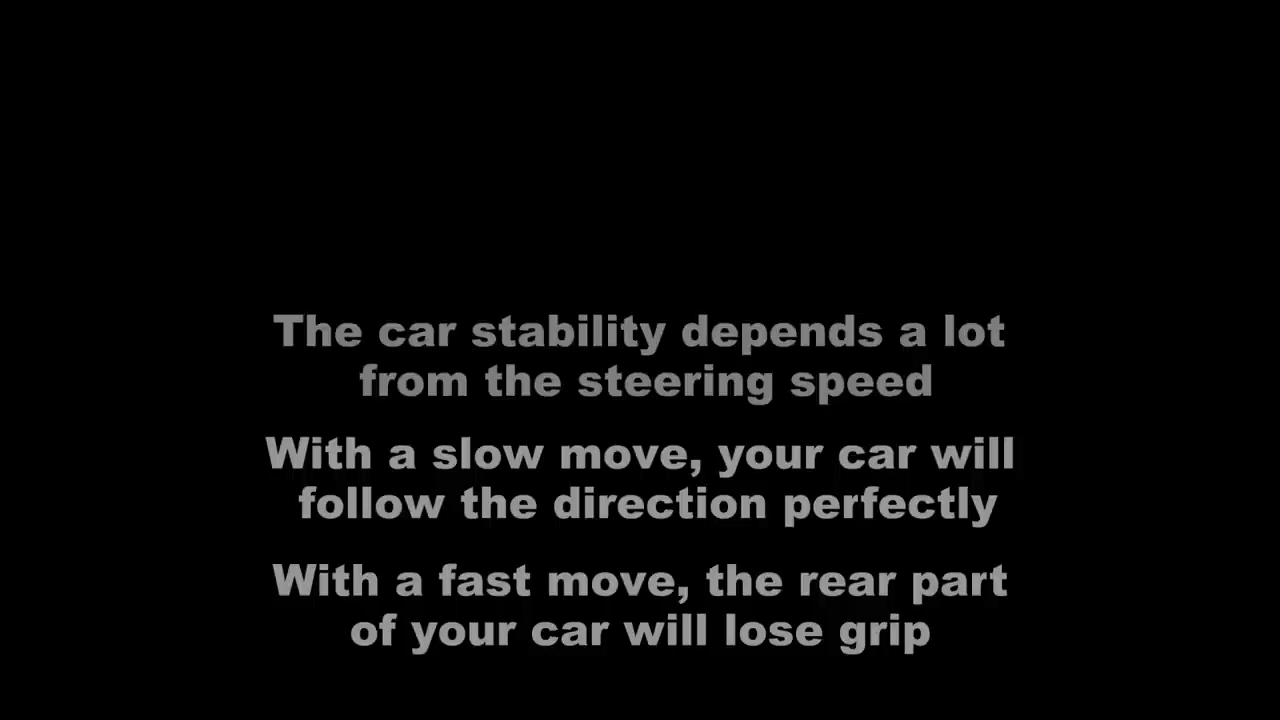 The car stability depends a lot
from the steering speed
With a slow move, your car will
follow the direction perfectly
With a fast move, the rear part
of your car will lose grip